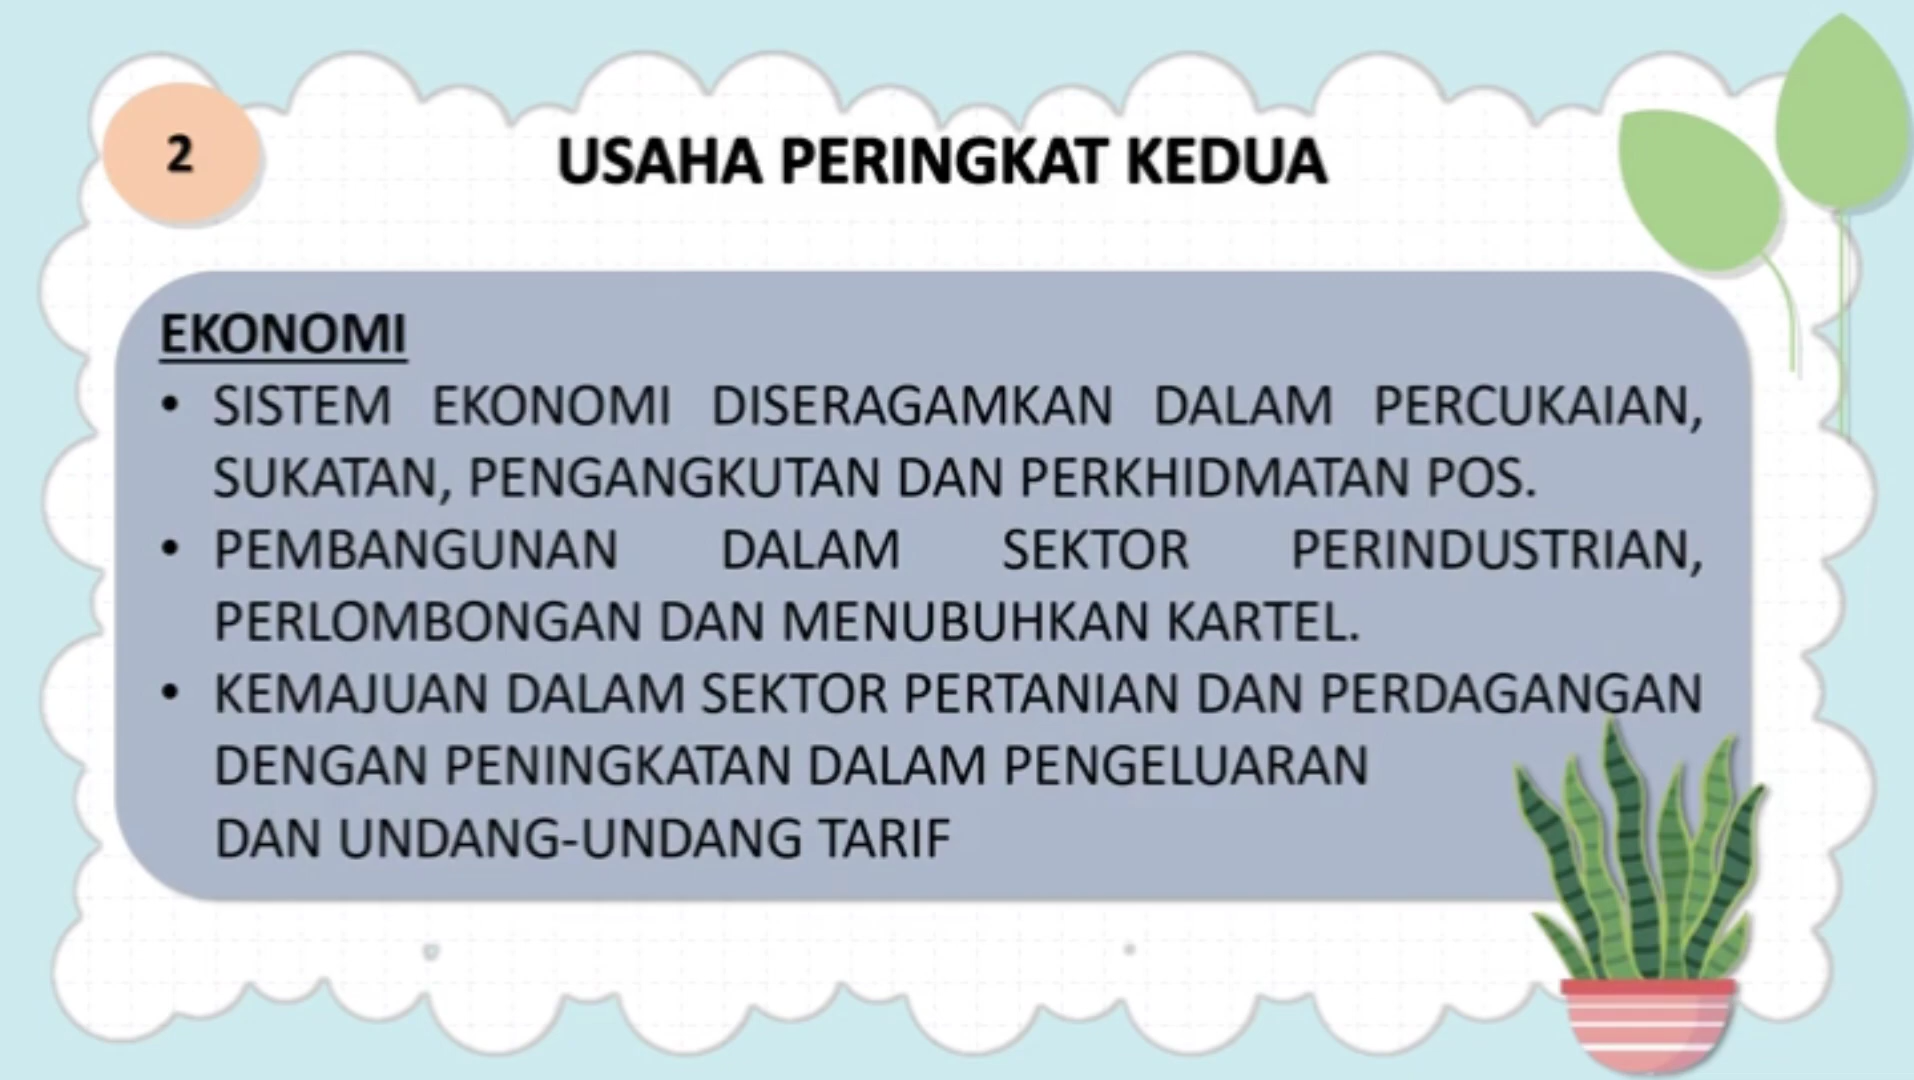 2
USAHA PERINGKAT KEDUA
EKONOMI
• SISTEM EKONOMI DISERAGAMKAN DALAM PERCUKAIAN,
SUKATAN, PENGANGKUTAN DAN PERKHIDMATAN POS.
• PEMBANGUNAN DALAM SEKTOR PERINDUSTRIAN,
PERLOMBONGAN DAN MENUBUHKAN KARTEL.
• KEMAJUAN DALAM SEKTOR PERTANIAN DAN PERDAGANGAN
DENGAN PENINGKATAN DALAM PENGELUARAN
DAN UNDANG-UNDANG TARIF